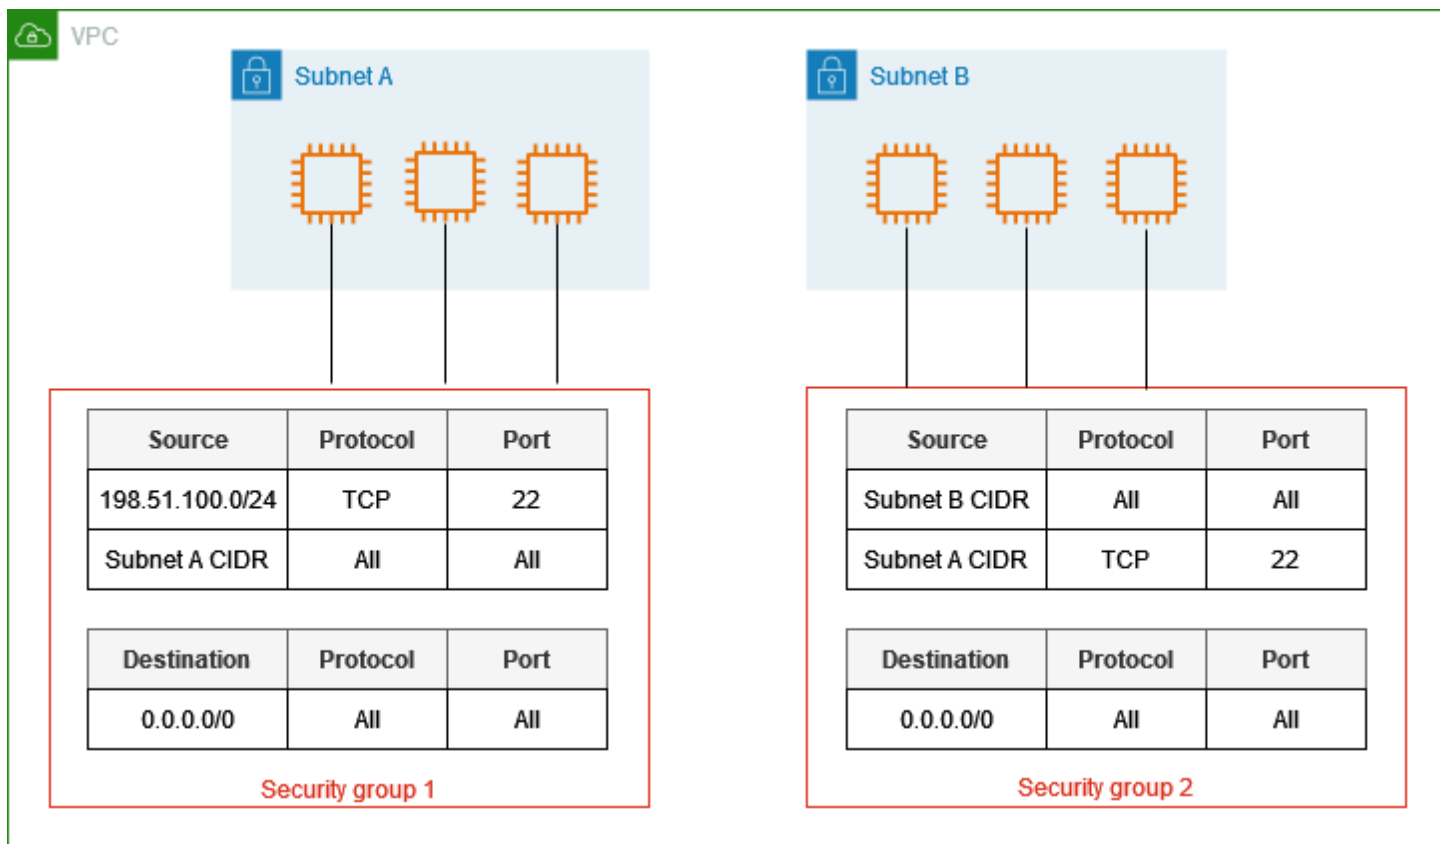 VPC
Subnet A
Subnet B
Source Protocol Port
198.51.100.0/24 TCP 22
Subnet A CIDR All All
Destination Protocol Port
0.0.0.0/0 All All
Security group 1
Source Protocol Port
Subnet B CIDR All All
Subnet A CIDR TCP 22
Destination Protocol Port
0.0.0.0/0 All All
Security group 2